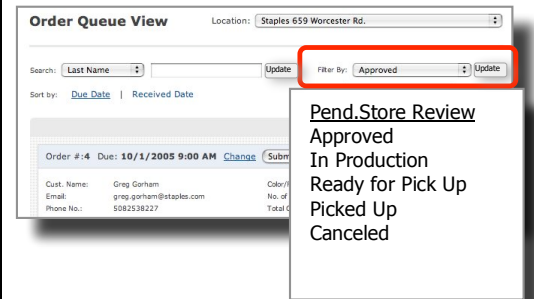 Order Queue View
Location: Staples 659 Worcester Rd.
Search: Last Name Update Filter By: Approved Update
Sort by: Due Date | Received Date
Order #:4 Due: 10/1/2005 9:00 AM Change
Cust. Name: Greg Gorham
Email: greg.gorham@staples.com
Phone No.: 5082538227
No. of
Pend.Store Review
Approved
In Production
Ready for Pick Up
Picked Up
Canceled